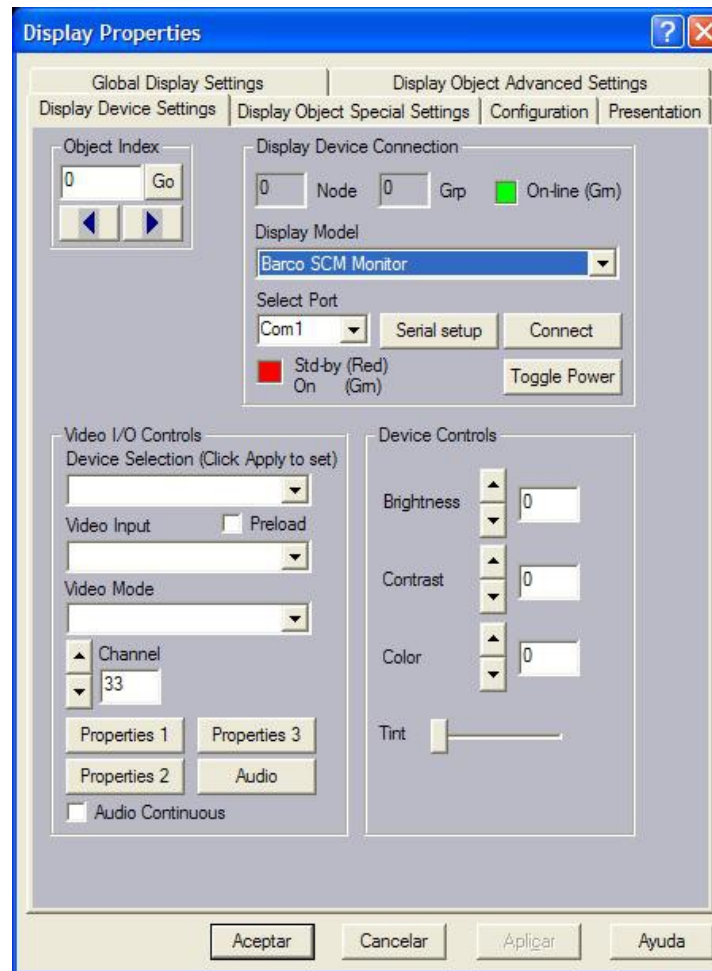 Display Properties
Global Display Settings
Display Object Advanced Settings
Display Device Settings
Display Object Special Settings
Configuration
Presentation
Object Index
0
Go
Display Device Connection
0 Node 0 Grp On-line (Grn)
Display Model
Barco SCM Monitor
Select Port
Com1
Serial setup
Connect
Std-by (Red)
On (Grn)
Toggle Power
Video I/O Controls
Device Selection (Click Apply to set)
Video Input
Preload
Video Mode
Channel
33
Properties 1
Properties 3
Properties 2
Audio
Audio Continuous
Device Controls
Brightness 0
Contrast 0
Color 0
Tint
Aceptar
Cancelar
Aplicar
Ayuda